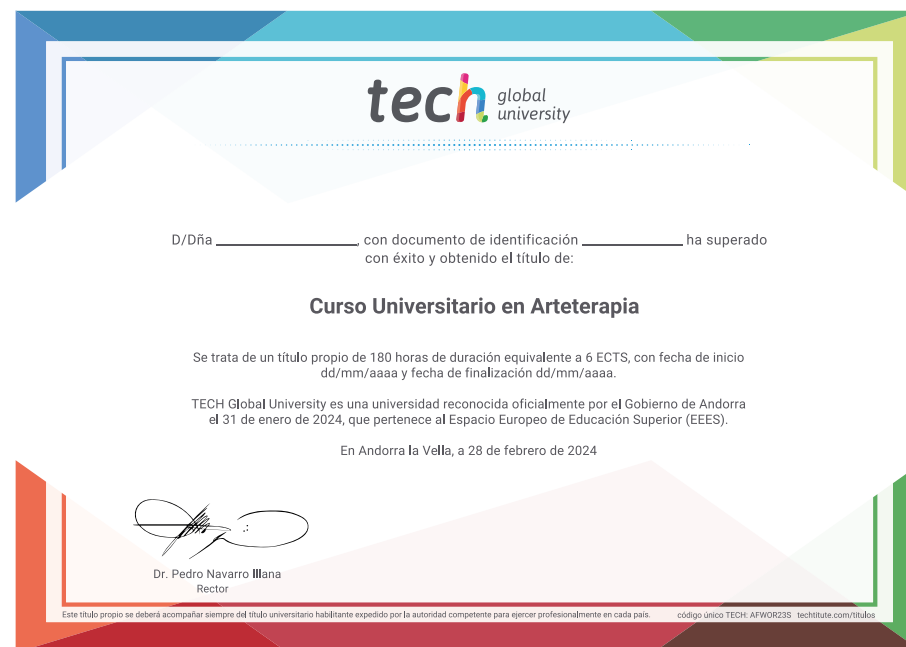 tech global
university
D/Dña ____________________, con documento de identificación ______________ ha superado
con éxito y obtenido el título de:
Curso Universitario en Arteterapia
Se trata de un título propio de 180 horas de duración equivalente a 6 ECTS, con fecha de inicio
dd/mm/aaaa y fecha de finalización dd/mm/aaaa.
TECH Global University es una universidad reconocida oficialmente por el Gobierno de Andorra
el 31 de enero de 2024, que pertenece al Espacio Europeo de Educación Superior (EEES).
En Andorra la Vella, a 28 de febrero de 2024
Dr. Pedro Navarro Illana
Rector
Este título propio se deberá acompañar siempre del título universitario habilitante expedido por la autoridad competente para ejercer profesionalmente en cada país. código único TECH: AFWOR23S techtitute.com/títulos